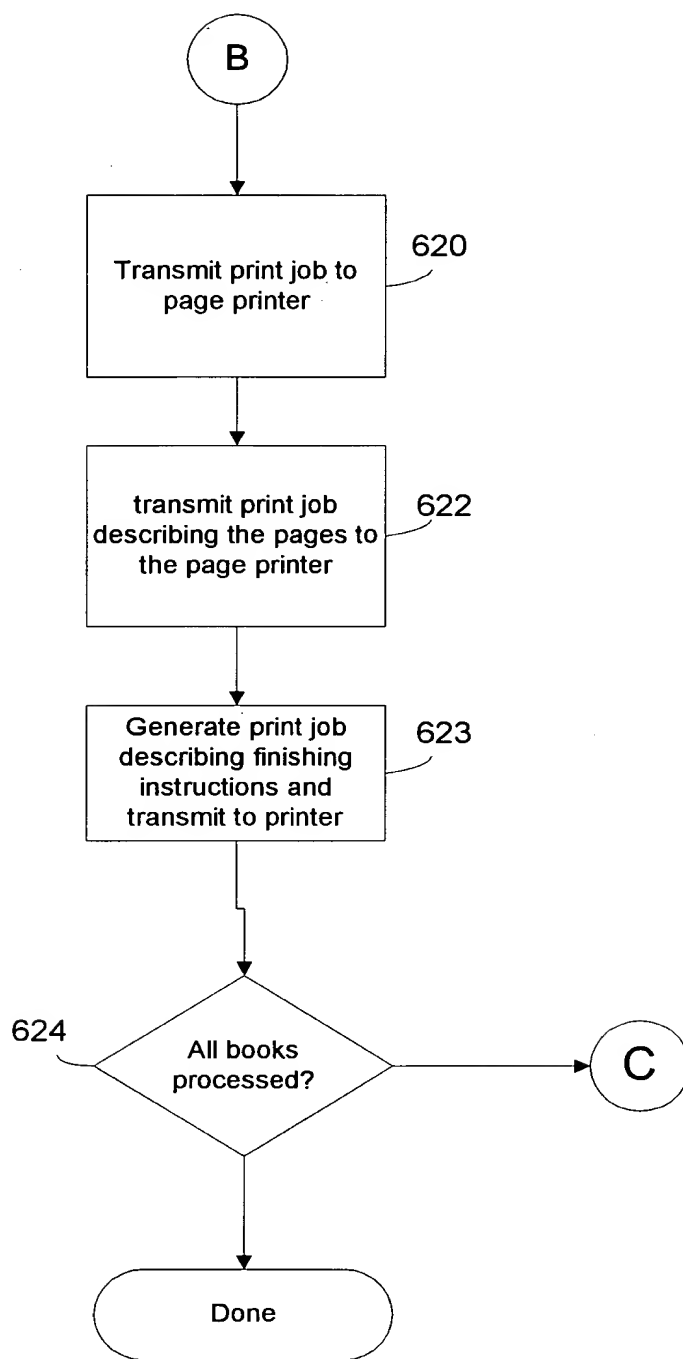 B
Transmit print job to
page printer
620
transmit print job
describing the pages to
the page printer
622
Generate print job
describing finishing
instructions and
transmit to printer
623
624
All books
processed?
C
Done